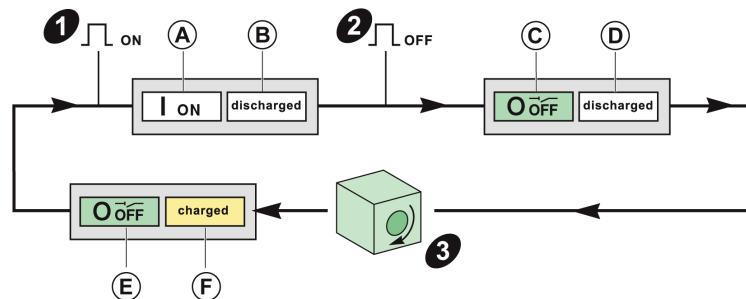 1 ON A B 2 OFF C D
I ON discharged O OFF discharged
O OFF charged
3
E F